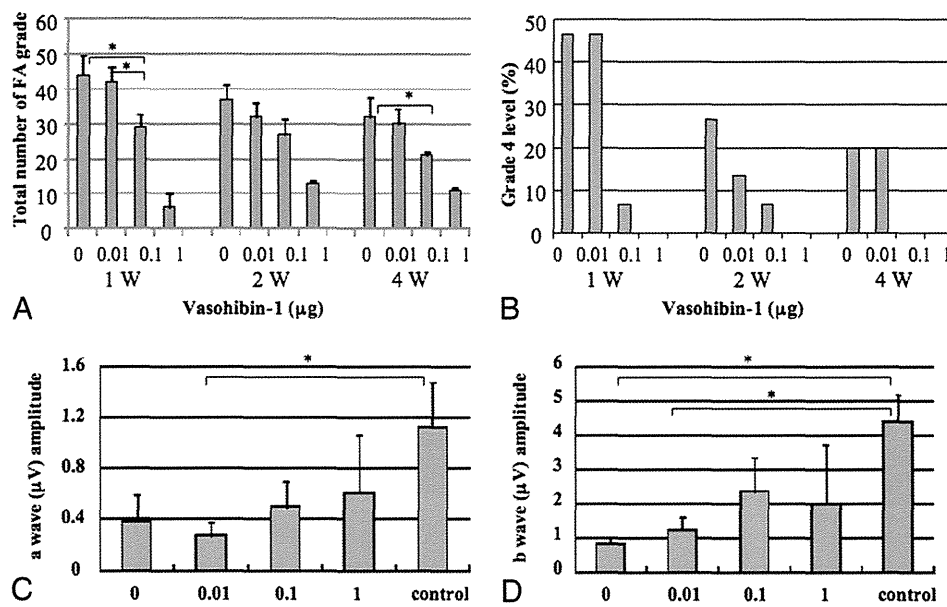 Total number of FA grade
60
50
40
30
20
10
0
* * *
0 0.01 0.1 1 0 0.01 0.1 1 0 0.01 0.1 1
1 W 2 W 4 W
Vasohibin-1 (μg)
A
Grade 4 level (%)
50
40
30
20
10
0
0 0.01 0.1 1 0 0.01 0.1 1 0 0.01 0.1 1
1 W 2 W 4 W
Vasohibin-1 (μg)
B
a wave (μV) amplitude
1.6
1.2
0.8
0.4
0
*
0 0.01 0.1 1 control
C
b wave (μV) amplitude
6
5
4
3
2
1
0
*
*
0 0.01 0.1 1 control
D